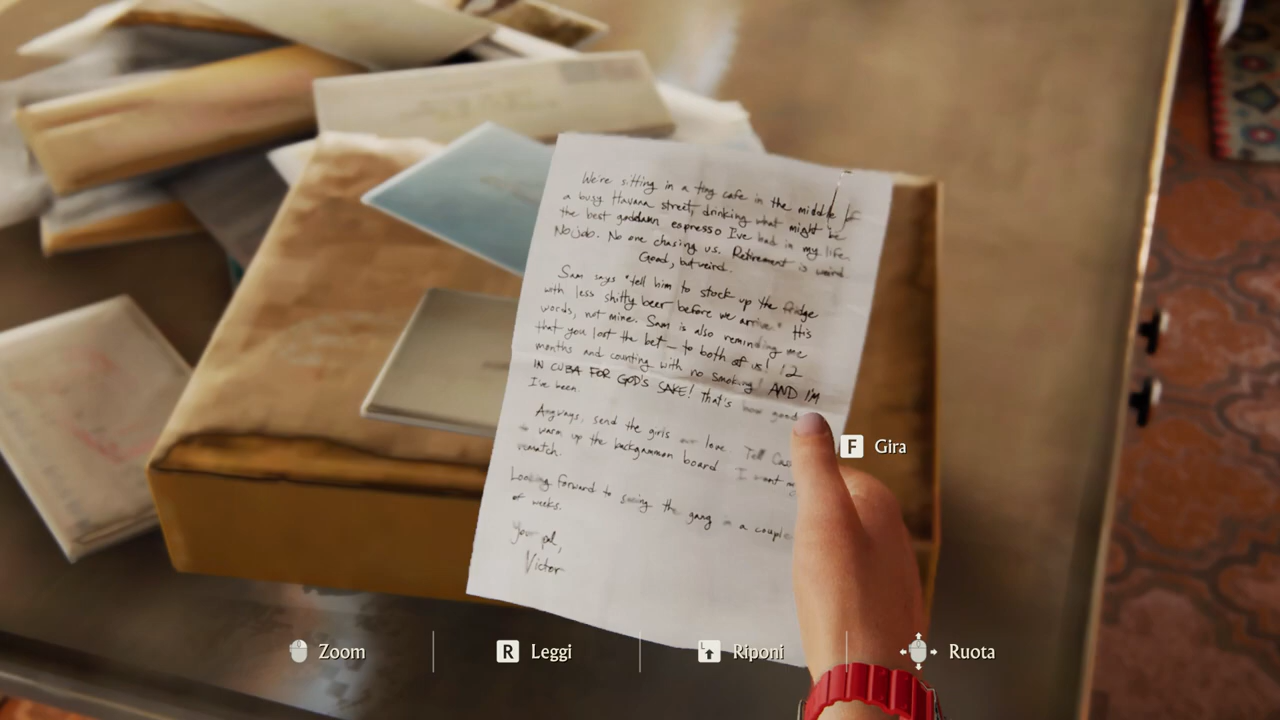 We're sitting in a tiny cafe in the middle of
a busy Havana street, drinking what might be
the best goddamn espresso I've had in my life.
No job. No one chasing us. Retirement is weird.
Good, but weird.
Sam says "tell him to stock up the fridge
with less shitty beer before we arrive." His
words, not mine. Sam is also reminding me
that you lost the bet — to both of us! 12
months and counting with no smoking! AND I'M
IN CUBA FOR GOD'S SAKE! That's how good
I've been.
Anyways, send the girls our love. Tell
to warm up the backgammon board I want
rematch.
Looking forward to seeing the gang in a couple
of weeks.
Your pal,
Victor
F Gira
Zoom
R Leggi
L Riponi
Ruota